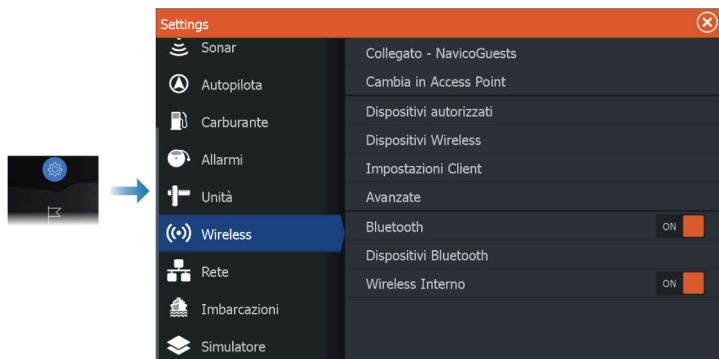 Settings
Sonar
Autopilota
Carburante
Allarmi
Unità
Wireless
Rete
Imbarcazioni
Simulatore
Collegato - NavicoGuests
Cambia in Access Point
Dispositivi autorizzati
Dispositivi Wireless
Impostazioni Client
Avanzate
Bluetooth ON
Dispositivi Bluetooth
Wireless Interno ON